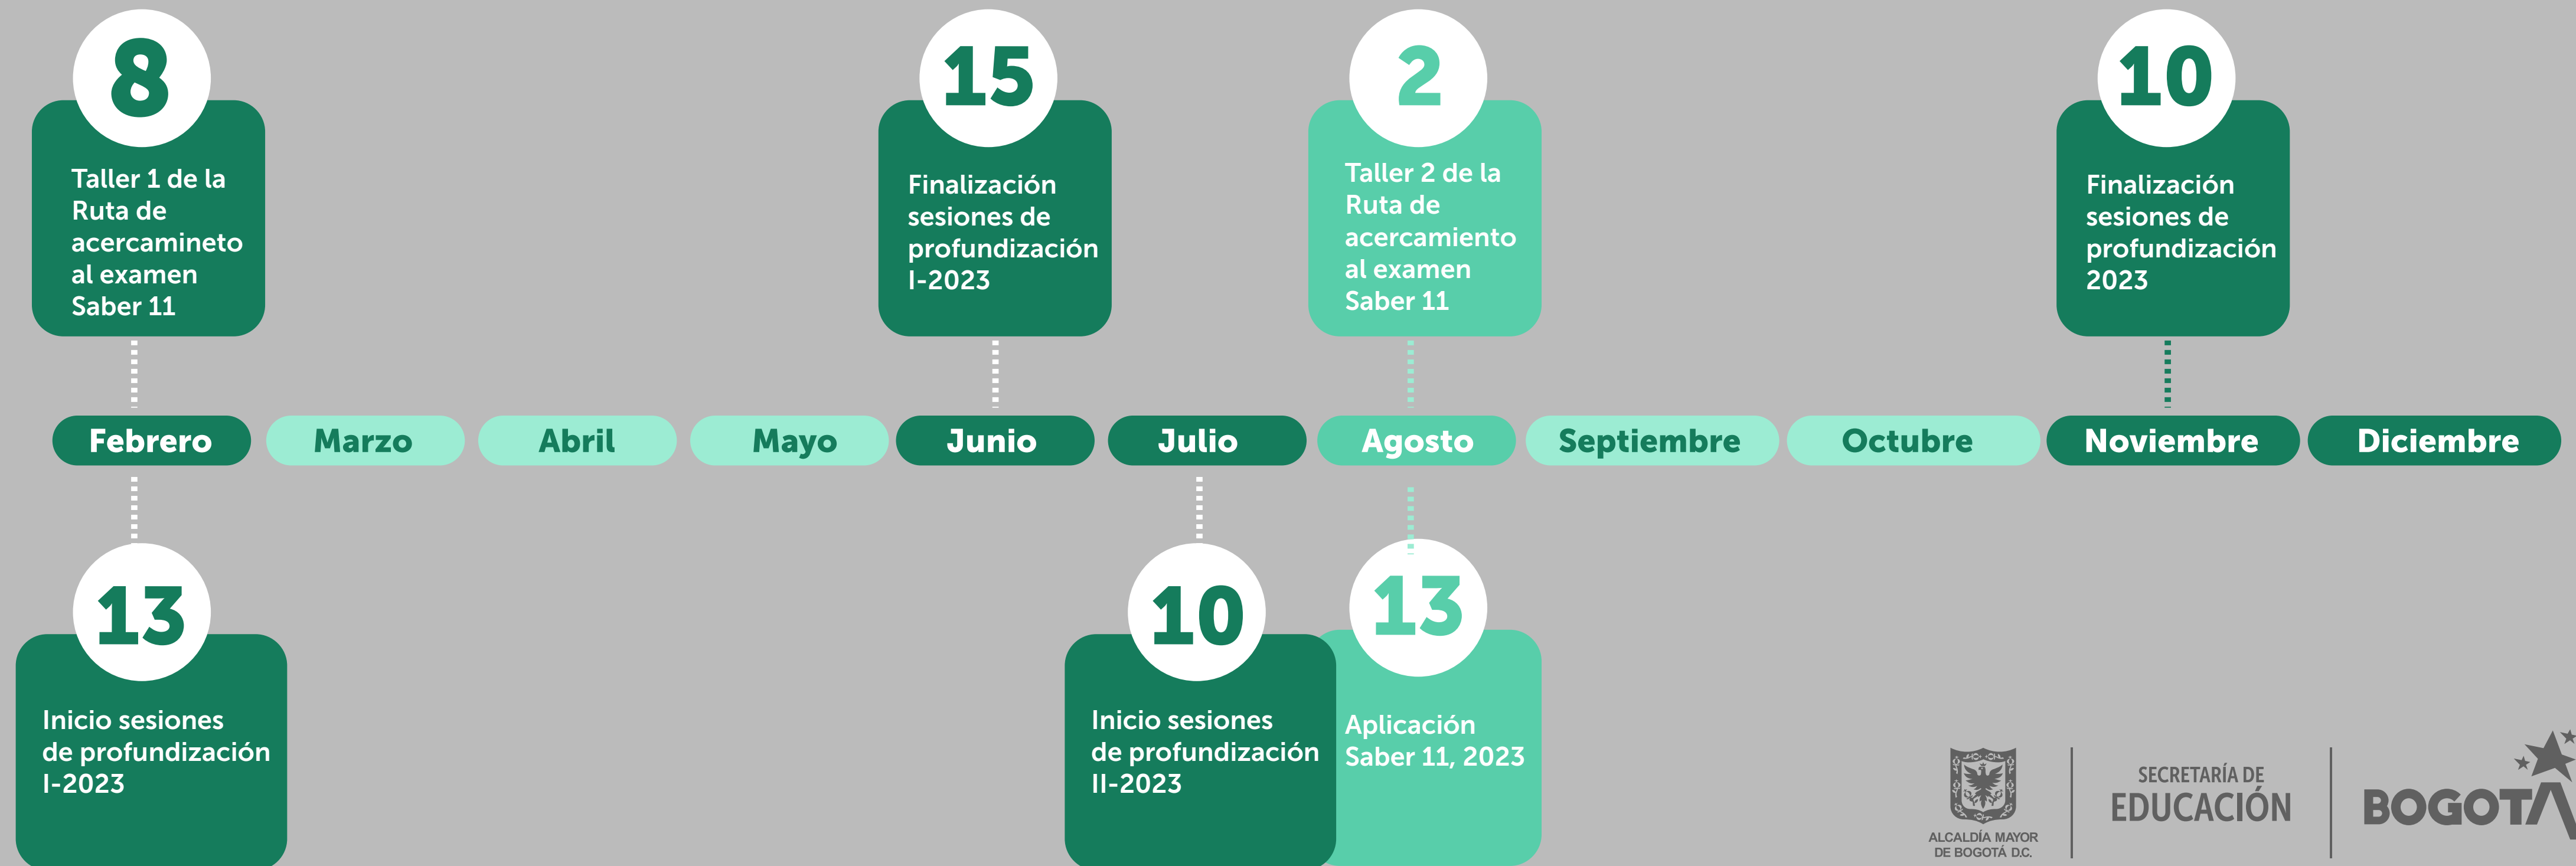 8
Taller 1 de la
Ruta de
acercamineto
al examen
Saber 11
15
Finalización
sesiones de
profundización
I-2023
2
Taller 2 de la
Ruta de
acercamiento
al examen
Saber 11
10
Finalización
sesiones de
profundización
2023
Febrero
Marzo
Abril
Mayo
Junio
Julio
Agosto
Septiembre
Octubre
Noviembre
Diciembre
13
Inicio sesiones
de profundización
I-2023
10
Inicio sesiones
de profundización
II-2023
13
Aplicación
Saber 11, 2023
ALCALDÍA MAYOR
DE BOGOTÁ D.C.
SECRETARÍA DE
EDUCACIÓN
BOGOTÁ